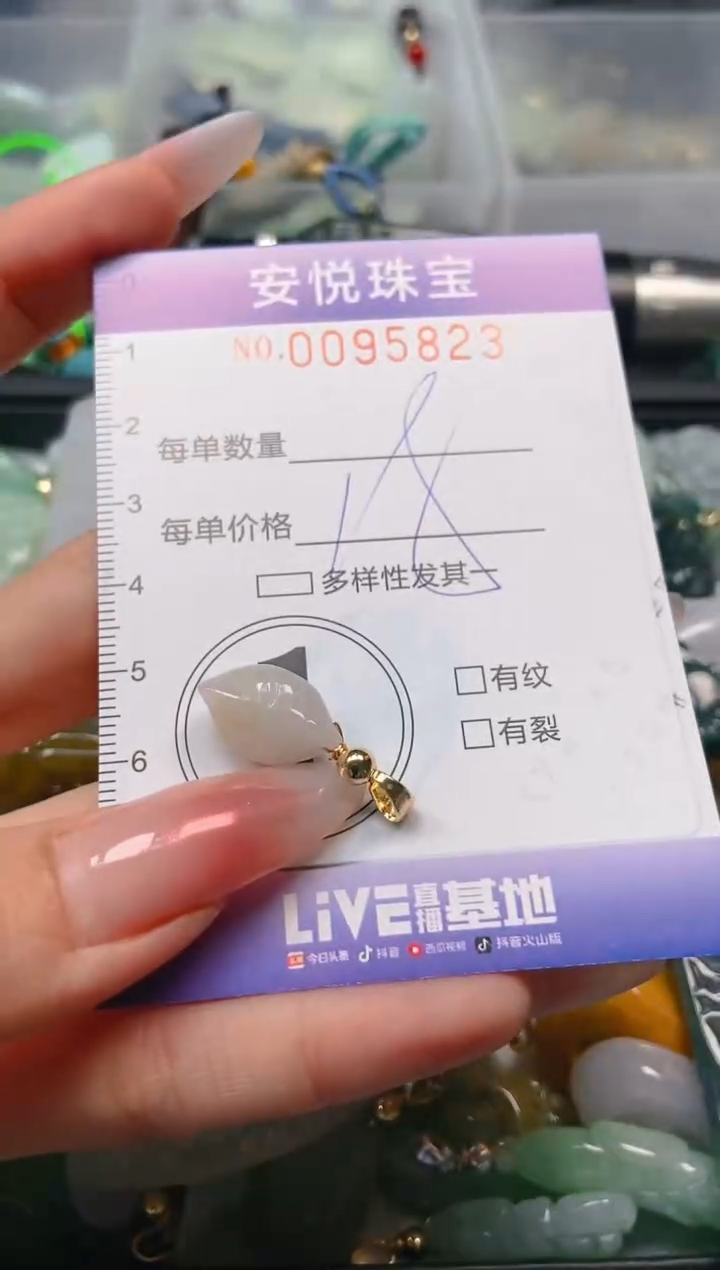 安悦珠宝
NO.0095823
每单数量
每单价格
18
多样性发其一
有纹
有裂
0
1
2
3
4
5
6
LiVE直播基地
今日头条 抖音 西瓜视频 抖音火山版